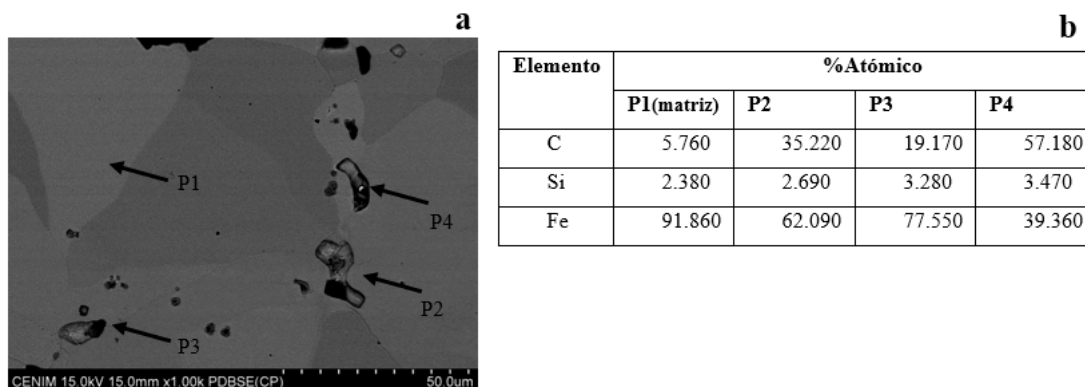 a
P1
P4
P2
P3
CENIM 15.0kV 15.0mm x1.00k PDBSE(CP)
50.0um
b
Elemento %Atómico
P1(matriz) P2 P3 P4
C 5.760 35.220 19.170 57.180
Si 2.380 2.690 3.280 3.470
Fe 91.860 62.090 77.550 39.360